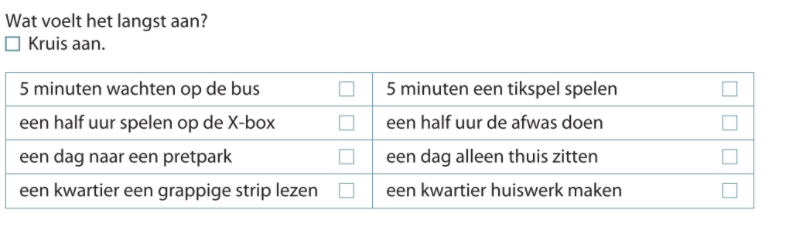 Wat voelt het langst aan?
Kruis aan.
5 minuten wachten op de bus
5 minuten een tikspel spelen
een half uur spelen op de X-box
een half uur de afwas doen
een dag naar een pretpark
een dag alleen thuis zitten
een kwartier een grappige strip lezen
een kwartier huiswerk maken